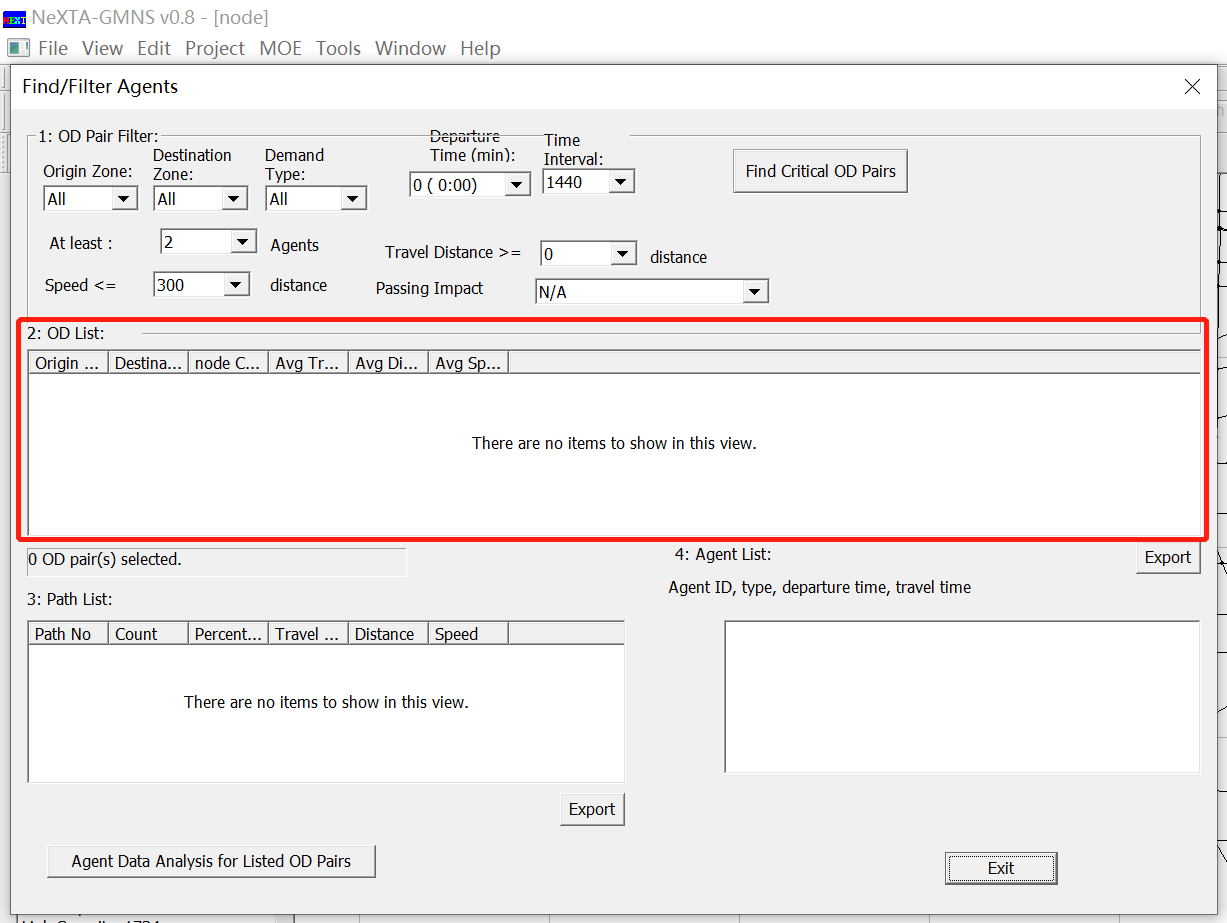 NeXTA-GMNS v0.8 - [node]
File View Edit Project MOE Tools Window Help
Find/Filter Agents
1: OD Pair Filter:
Origin Zone:
Destination
Zone:
Demand
Type:
Departure
Time (min):
Time
Interval:
All
All
All
0 ( 0:00)
1440
Find Critical OD Pairs
At least :
2
Agents
Travel Distance >=
0
distance
Speed <=
300
distance
Passing Impact
N/A
2: OD List:
Origin ... Destina... node C... Avg Tr... Avg Di... Avg Sp...
There are no items to show in this view.
0 OD pair(s) selected.
4: Agent List:
Export
Agent ID, type, departure time, travel time
3: Path List:
Path No Count Percent... Travel ... Distance Speed
There are no items to show in this view.
Export
Agent Data Analysis for Listed OD Pairs
Exit